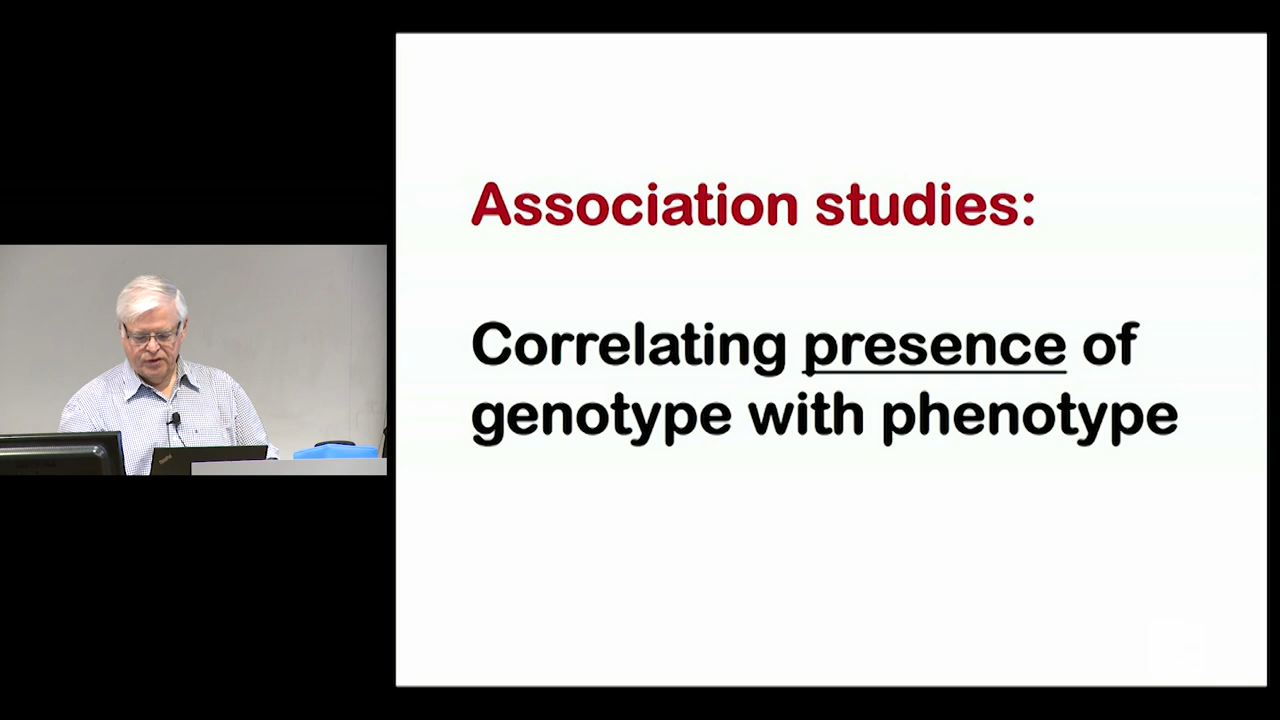 Association studies:
Correlating presence of
genotype with phenotype